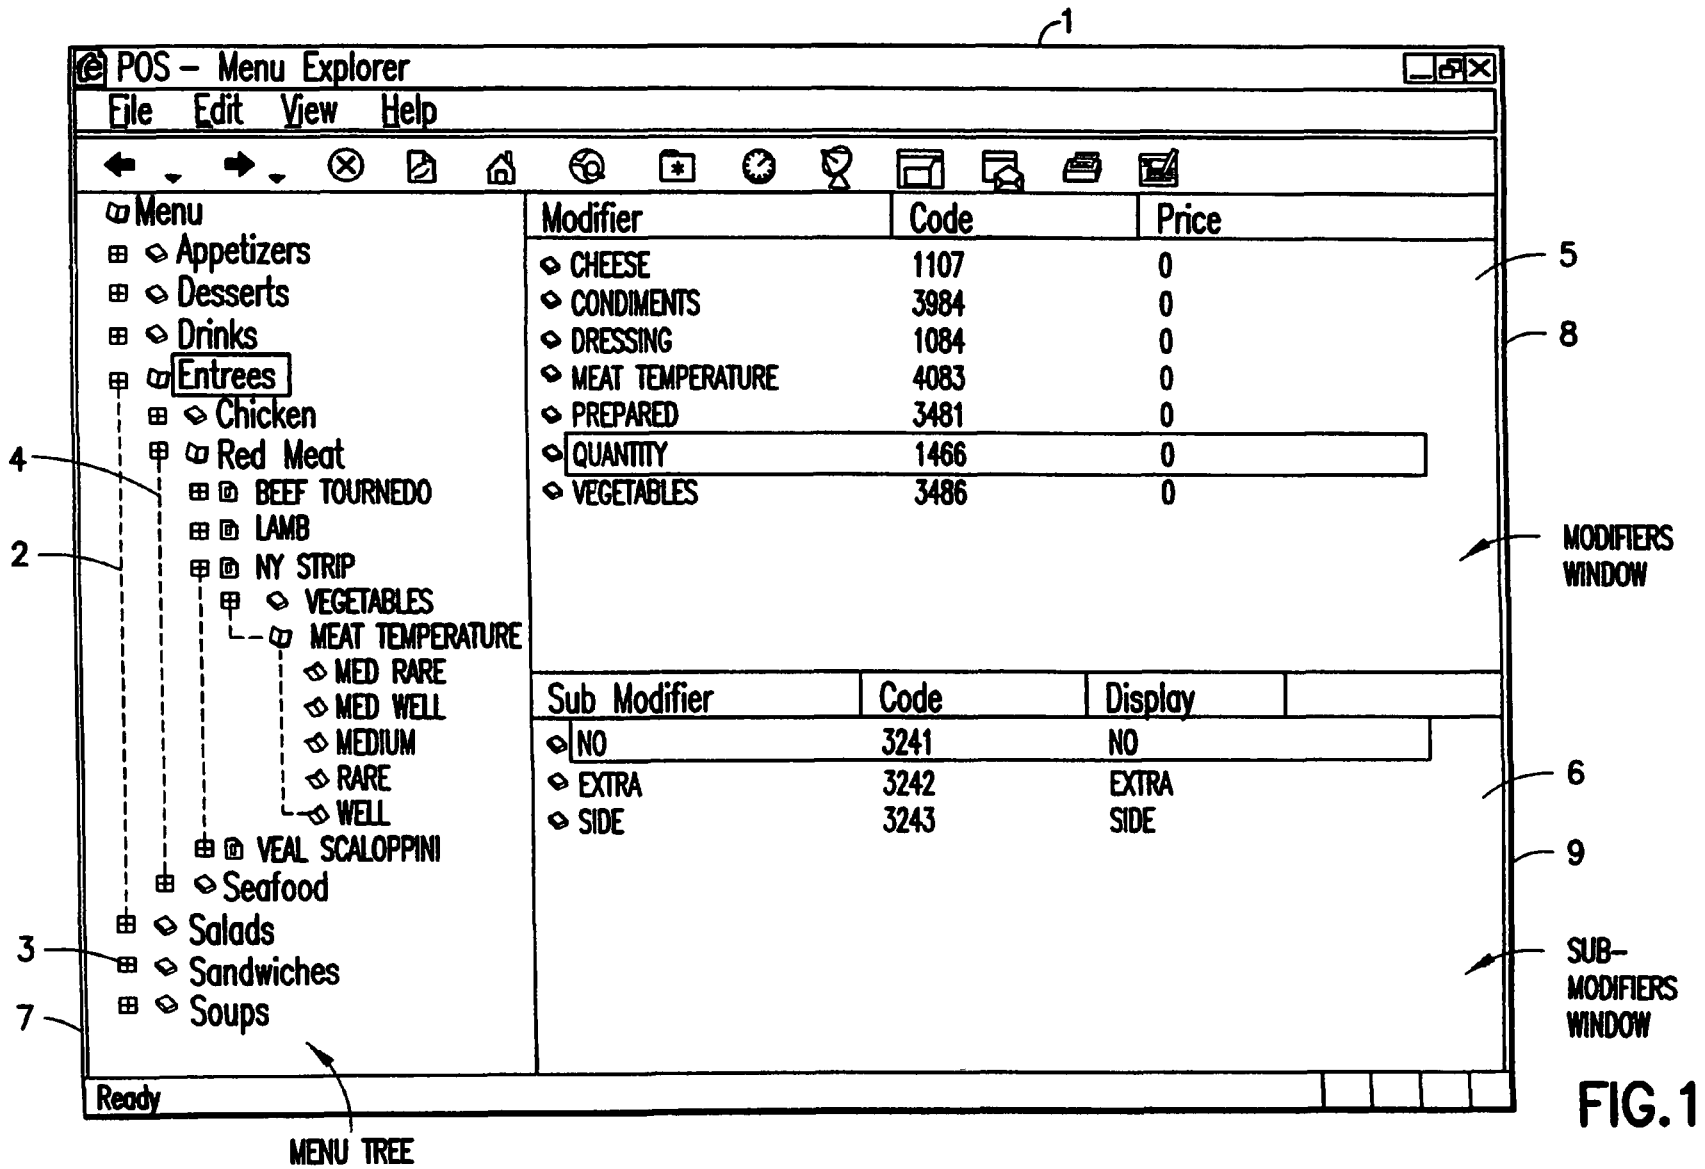 1
POS – Menu Explorer
File Edit View Help
Menu
Appetizers
Desserts
Drinks
Entrees
Chicken
Red Meat
BEEF TOURNEDO
LAMB
NY STRIP
VEGETABLES
MEAT TEMPERATURE
MED RARE
MED WELL
MEDIUM
RARE
WELL
VEAL SCALOPPINI
Seafood
Salads
Sandwiches
Soups
4
2
3
7
Modifier Code Price
CHEESE 1107 0
CONDIMENTS 3984 0
DRESSING 1084 0
MEAT TEMPERATURE 4083 0
PREPARED 3481 0
QUANTITY 1466 0
VEGETABLES 3486 0
5
8
MODIFIERS
WINDOW
Sub Modifier Code Display
NO 3241 NO
EXTRA 3242 EXTRA
SIDE 3243 SIDE
6
9
SUB–
MODIFIERS
WINDOW
Ready
MENU TREE
FIG.1